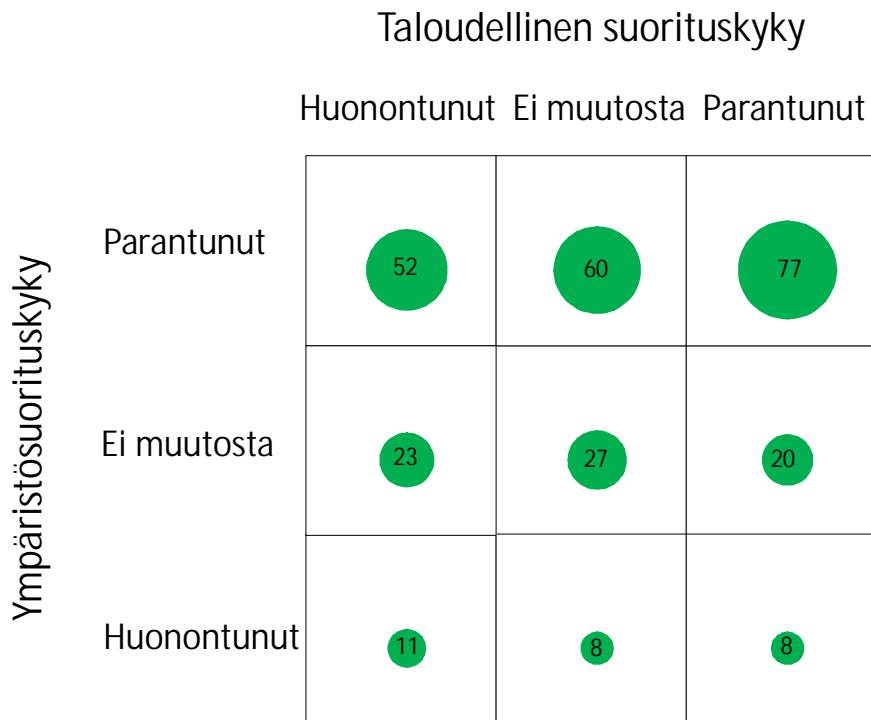 Taloudellinen suorituskyky
Huonontunut Ei muutosta Parantunut
Ympäristösuorituskyky
Parantunut
52 60 77
Ei muutosta
23 27 20
Huonontunut
11 8 8